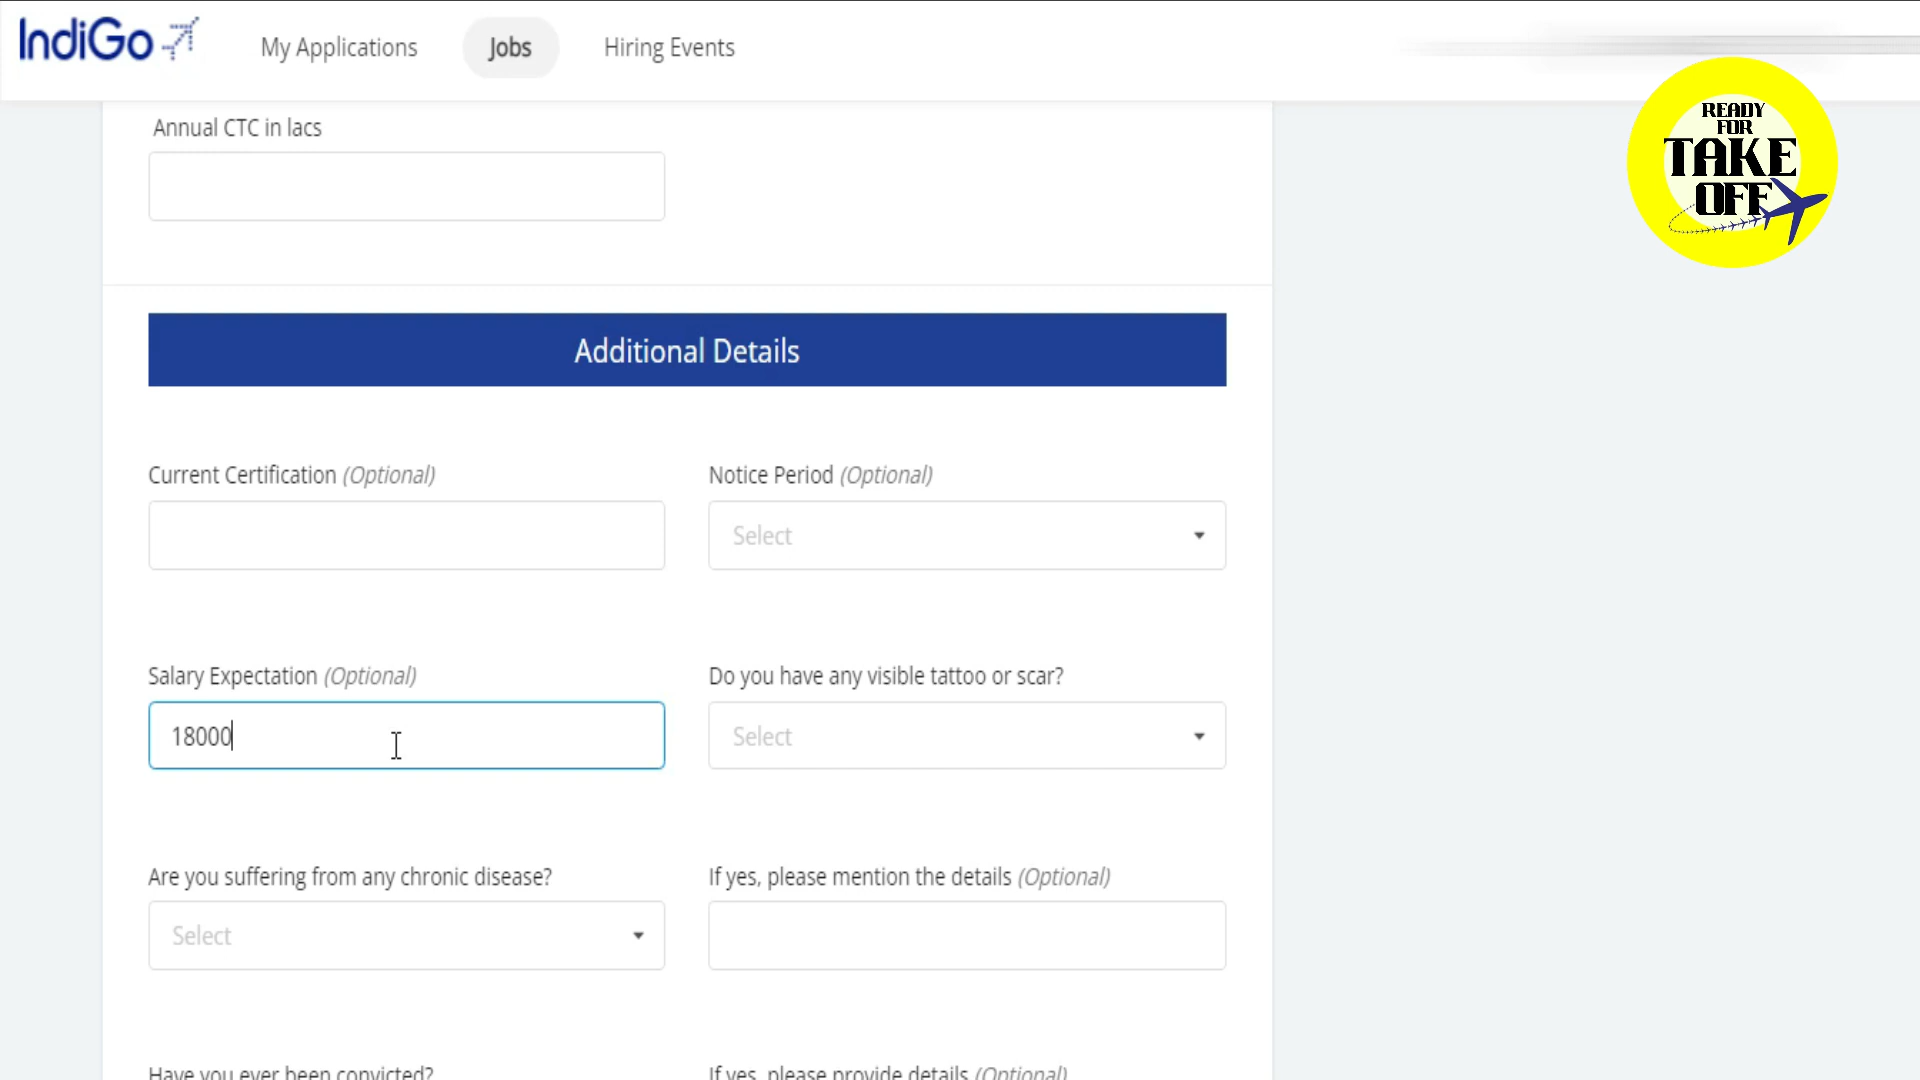 IndiGo
My Applications
Jobs
Hiring Events
READY
FOR
TAKE
OFF
Annual CTC in lacs
Additional Details
Current Certification (Optional)
Notice Period (Optional)
Select
Salary Expectation (Optional)
Do you have any visible tattoo or scar?
18000
Select
Are you suffering from any chronic disease?
If yes, please mention the details (Optional)
Select
Have you ever been convicted?
If yes, please provide details (Optional)